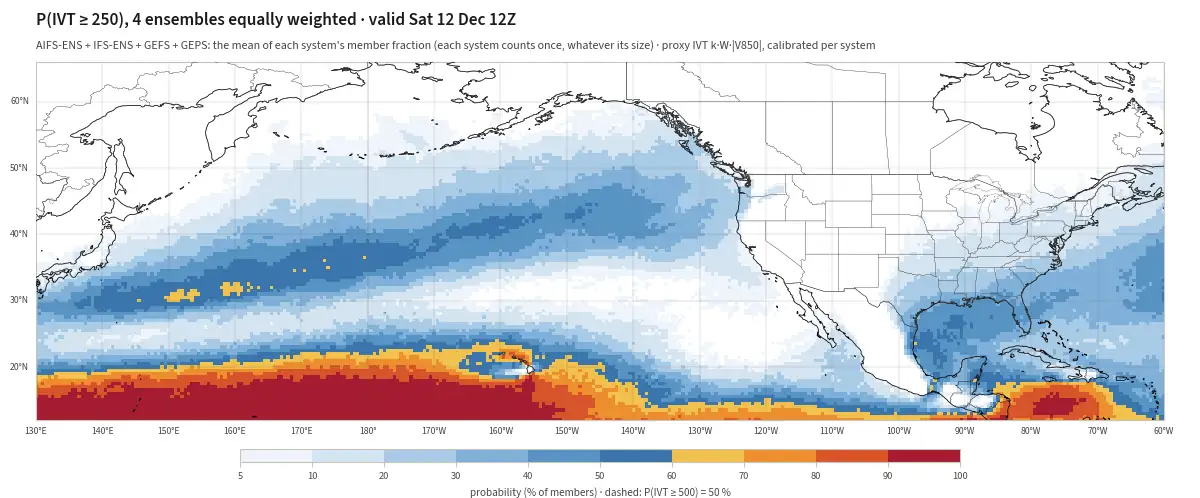 P(IVT ≥ 250), 4 ensembles equally weighted · valid Sat 12 Dec 12Z
AIFS-ENS + IFS-ENS + GEFS + GEPS: the mean of each system's member fraction (each system counts once, whatever its size) · proxy IVT k·W·|V850|, calibrated per system
60°N
50°N
40°N
30°N
20°N
130°E 140°E 150°E 160°E 170°E 180° 170°W 160°W 150°W 140°W 130°W 120°W 110°W 100°W 90°W 80°W 70°W 60°W
5 10 20 30 40 50 60 70 80 90 100
probability (% of members) · dashed: P(IVT ≥ 500) = 50 %